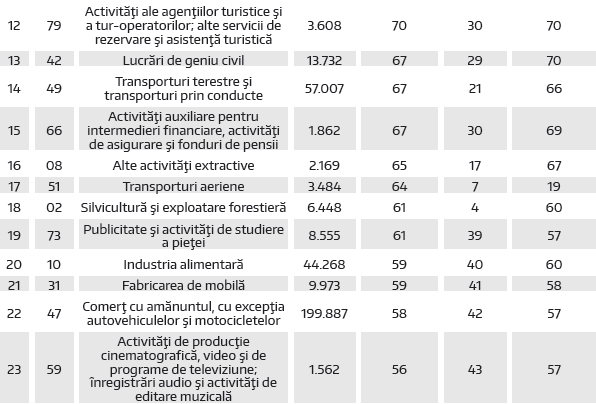 12 79 Activități ale agențiilor turistice și a tur-operatorilor; alte servicii de rezervare și asistență turistică 3.608 70 30 70
13 42 Lucrări de geniu civil 13.732 67 29 70
14 49 Transporturi terestre și transporturi prin conducte 57.007 67 21 66
15 66 Activități auxiliare pentru intermedieri financiare, activități de asigurare și fonduri de pensii 1.862 67 30 69
16 08 Alte activități extractive 2.169 65 17 67
17 51 Transporturi aeriene 3.484 64 7 19
18 02 Silvicultură și exploatare forestieră 6.448 61 4 60
19 73 Publicitate și activități de studiere a pieței 8.555 61 39 57
20 10 Industria alimentară 44.268 59 40 60
21 31 Fabricarea de mobilă 9.973 59 41 58
22 47 Comerț cu amănuntul, cu excepția autovehiculelor și motocicletelor 199.887 58 42 57
23 59 Activități de producție cinematografică, video și de programe de televiziune; înregistrări audio și activități de editare muzicală 1.562 56 43 57